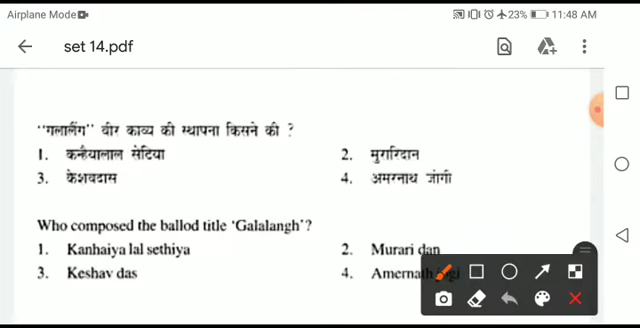 Airplane Mode 23% 11:48 AM
set 14.pdf
‘‘गलालैंग’’ वीर काव्य की स्थापना किसने की ?
1. कन्हैयालाल सेटिया 2. मुरारिदान
3. केशवदास 4. अमरनाथ जोगी
Who composed the ballod title ‘Galalangh’?
1. Kanhaiya lal sethiya 2. Murari dan
3. Keshav das 4. Amernath